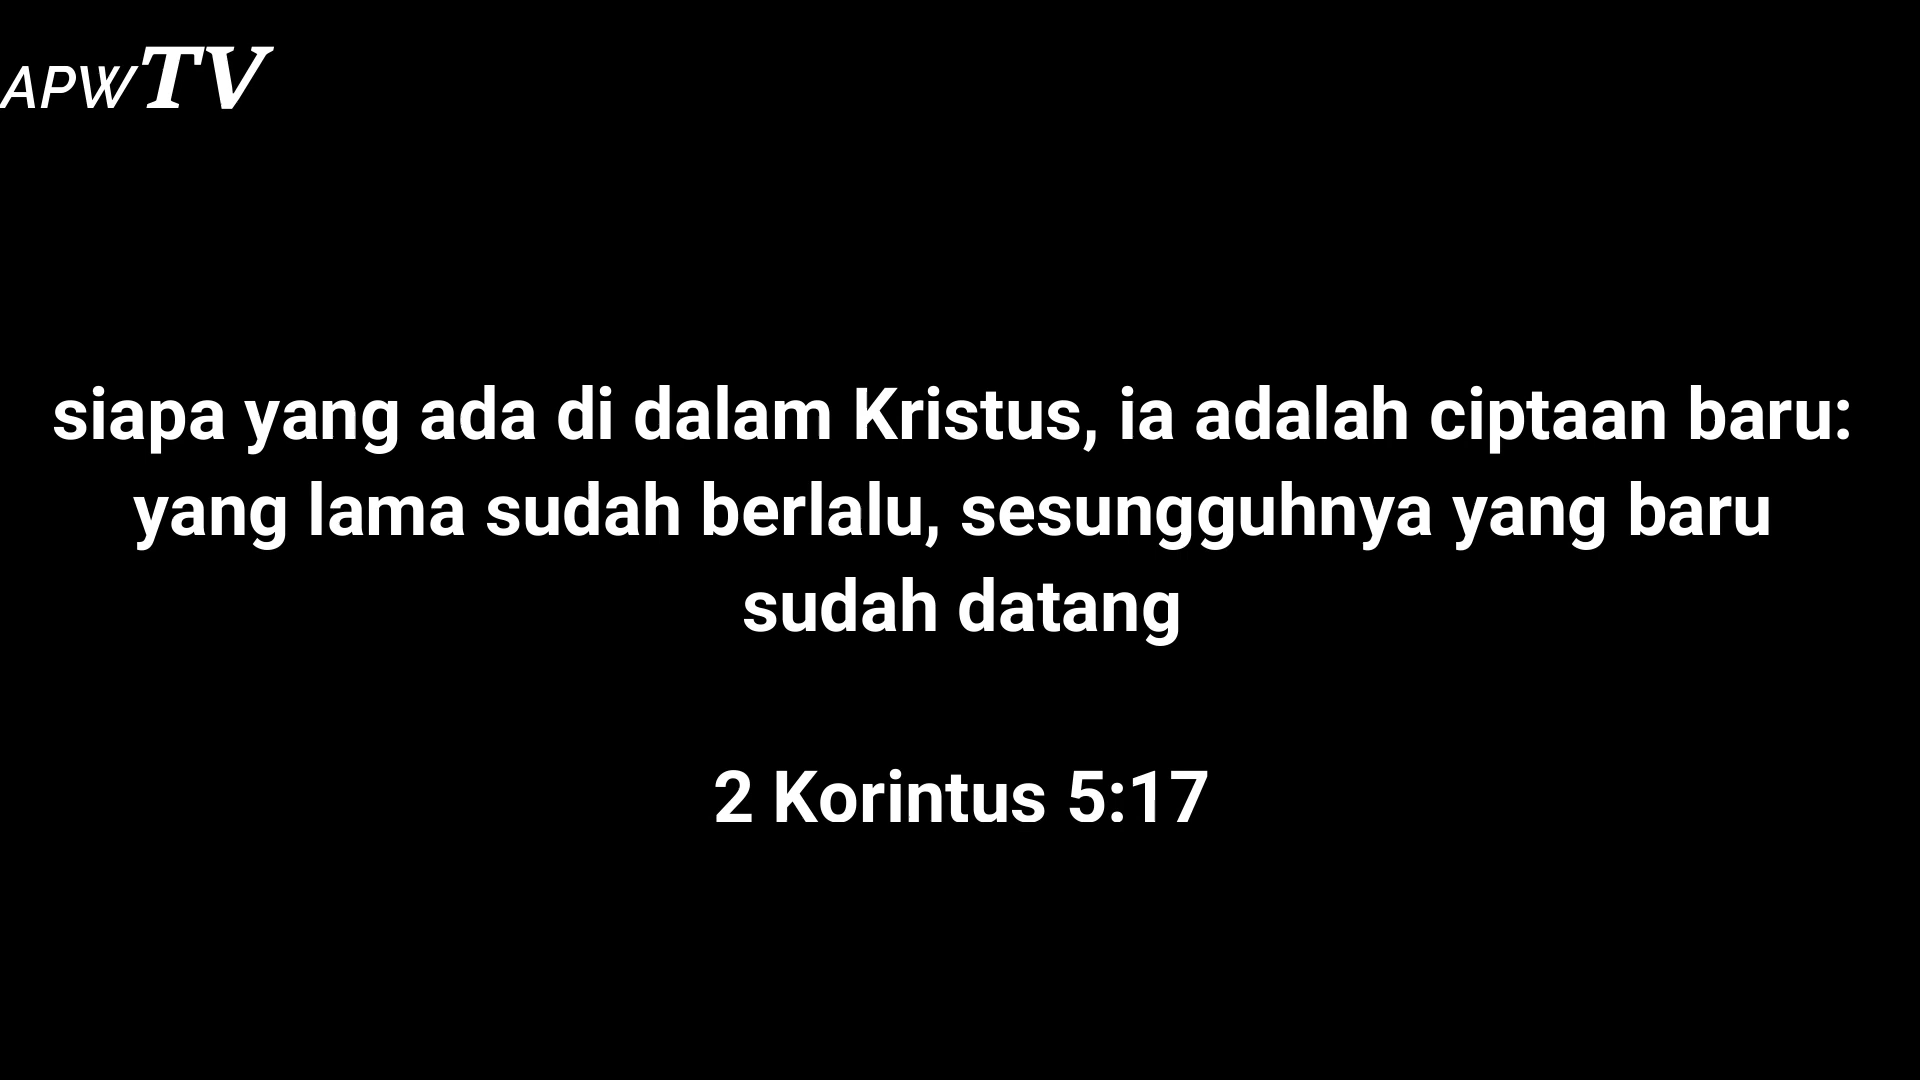 APWTV
siapa yang ada di dalam Kristus, ia adalah ciptaan baru:
yang lama sudah berlalu, sesungguhnya yang baru
sudah datang
2 Korintus 5:17